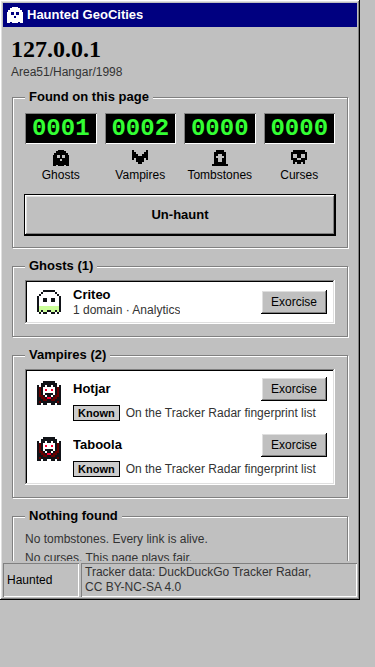 Haunted GeoCities
127.0.0.1
Area51/Hangar/1998
Found on this page
0001 0002 0000 0000
Ghosts Vampires Tombstones Curses
Un-haunt
Ghosts (1)
Criteo
1 domain · Analytics
Exorcise
Vampires (2)
Hotjar
Exorcise
Known On the Tracker Radar fingerprint list
Taboola
Exorcise
Known On the Tracker Radar fingerprint list
Nothing found
No tombstones. Every link is alive.
No curses. This page plays fair.
Haunted
Tracker data: DuckDuckGo Tracker Radar,
CC BY-NC-SA 4.0